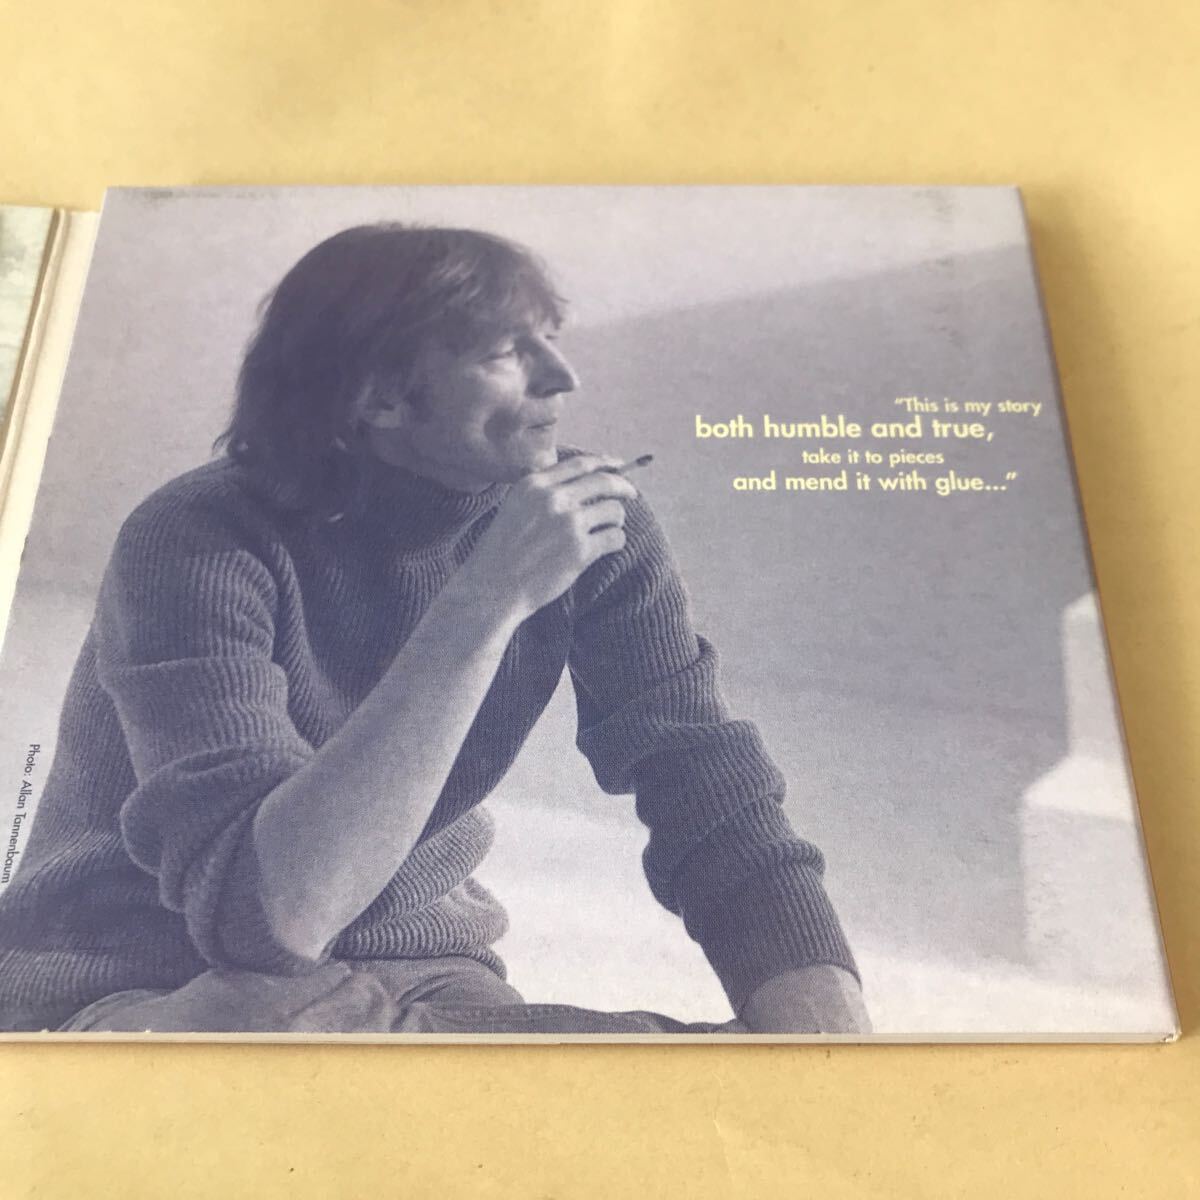 "This is my story
both humble and true,
take it to pieces
and mend it with glue..."
Photo: Allan Tannenbaum